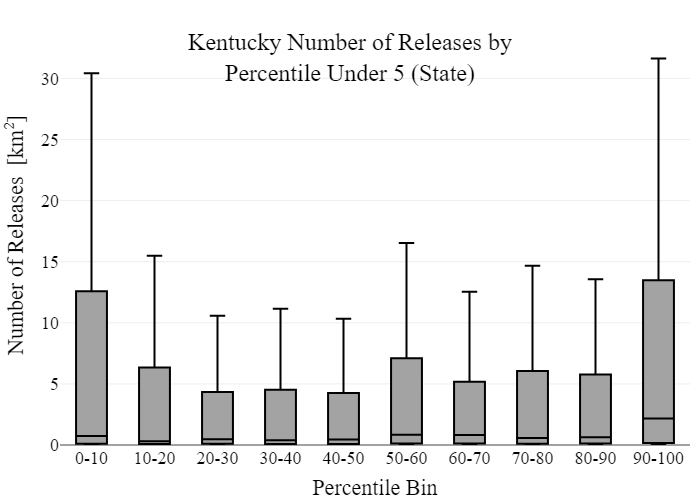 Kentucky Number of Releases by
Percentile Under 5 (State)
Number of Releases [km²]
30
25
20
15
10
5
0
0-10 10-20 20-30 30-40 40-50 50-60 60-70 70-80 80-90 90-100
Percentile Bin